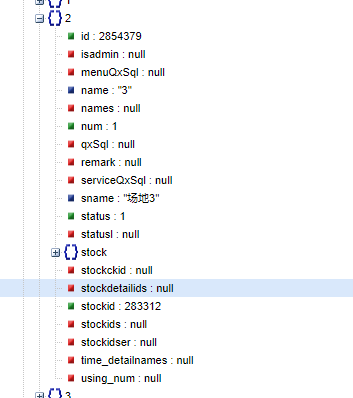 {} 1
{} 2
id : 2854379
isadmin : null
menuQxSql : null
name : "3"
names : null
num : 1
qxSql : null
remark : null
serviceQxSql : null
sname : "场地3"
status : 1
statusl : null
{} stock
stockckid : null
stockdetailids : null
stockid : 283312
stockids : null
stockidser : null
time_detailnames : null
using_num : null
{} 3